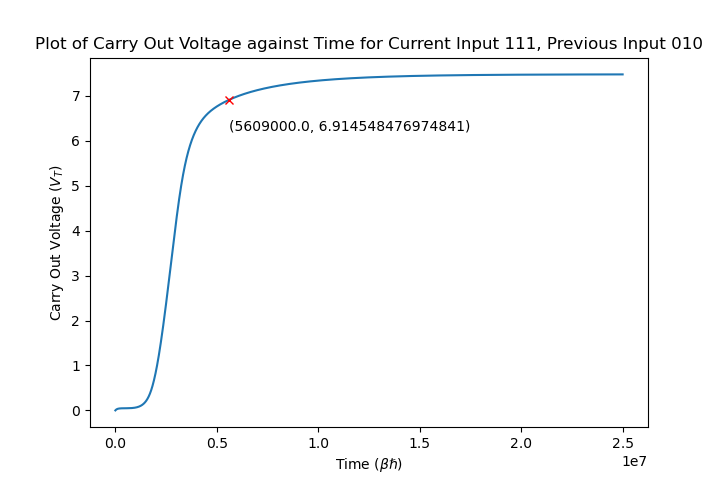 Plot of Carry Out Voltage against Time for Current Input 111, Previous Input 010
7
6
5
4
3
2
1
0
Carry Out Voltage (V_T)
(5609000.0, 6.914548476974841)
0.0 0.5 1.0 1.5 2.0 2.5
1e7
Time (βℏ)